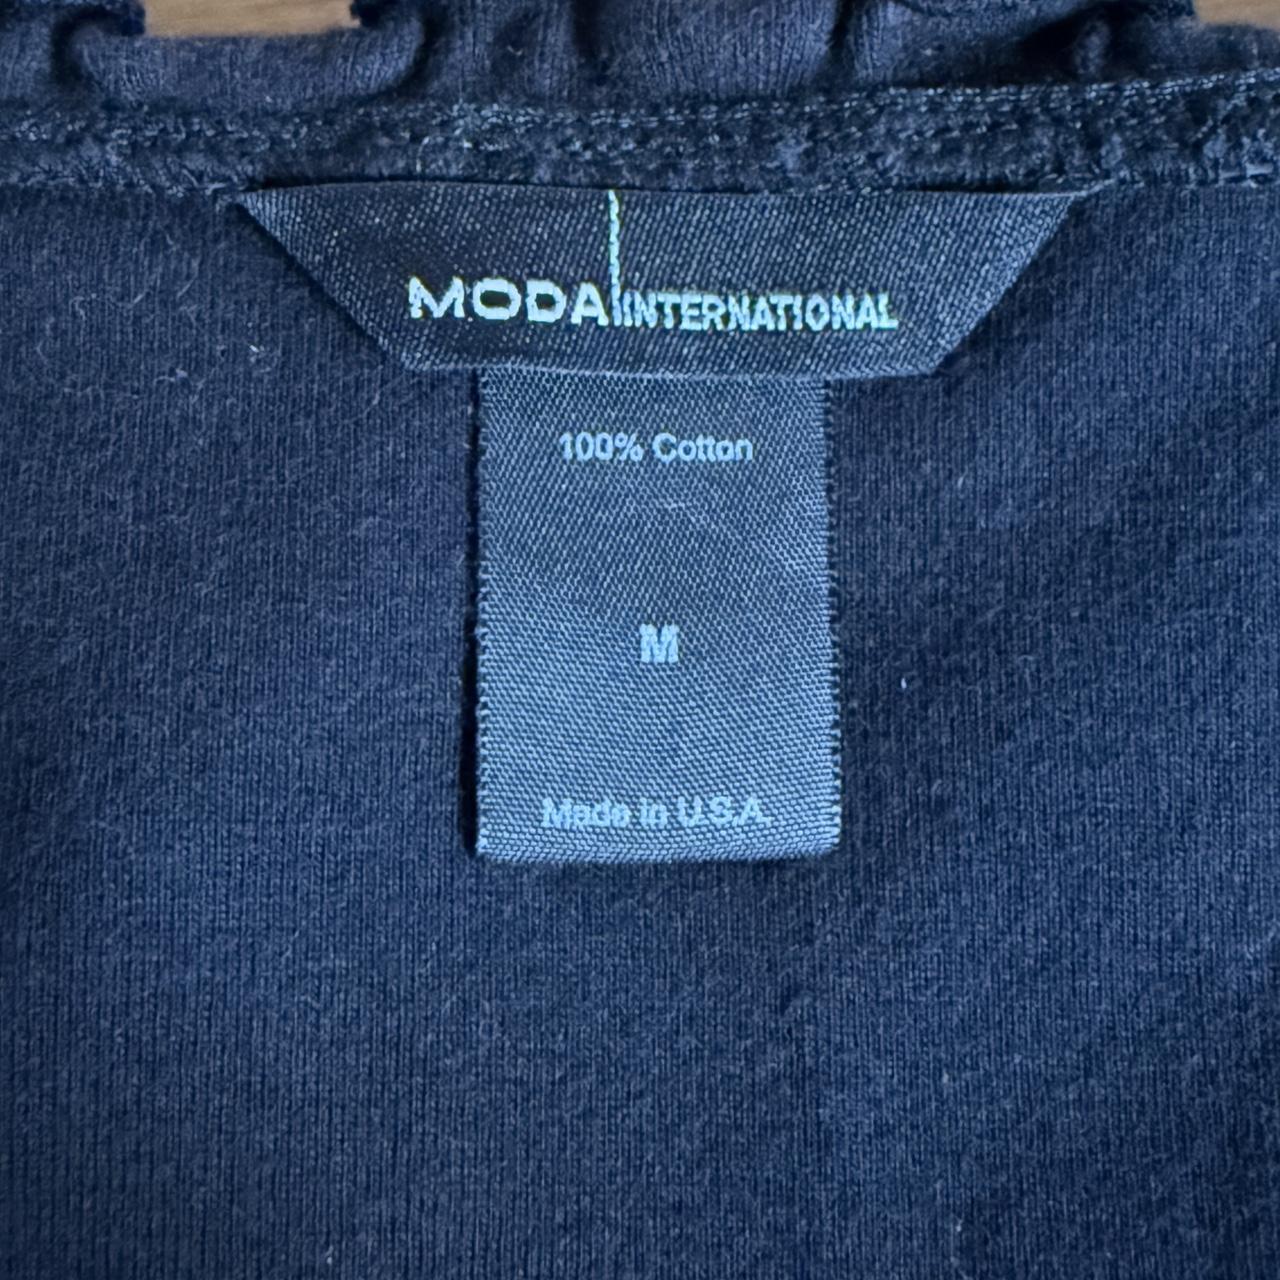 MODA INTERNATIONAL
100% Cotton
M
Made in U.S.A.